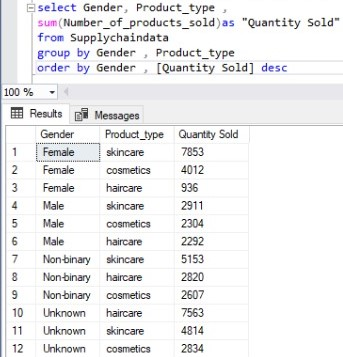 select Gender, Product_type ,
sum(Number_of_products_sold)as "Quantity Sold"
from Supplychaindata
group by Gender , Product_type
order by Gender , [Quantity Sold] desc
100 %
Results Messages
Gender Product_type Quantity Sold
1 Female skincare 7853
2 Female cosmetics 4012
3 Female haircare 936
4 Male skincare 2911
5 Male cosmetics 2304
6 Male haircare 2292
7 Non-binary skincare 5153
8 Non-binary haircare 2820
9 Non-binary cosmetics 2607
10 Unknown haircare 7563
11 Unknown skincare 4814
12 Unknown cosmetics 2834